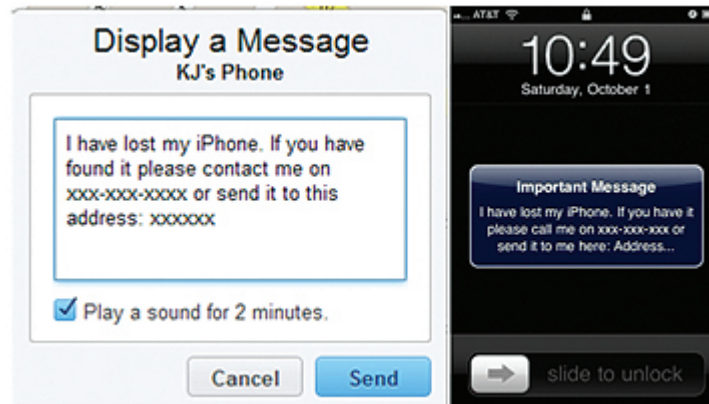 Display a Message
KJ's Phone
I have lost my iPhone. If you have
found it please contact me on
xxx-xxx-xxxx or send it to this
address: xxxxxx
Play a sound for 2 minutes.
Cancel
Send
AT&T
10:49
Saturday, October 1
Important Message
I have lost my iPhone. If you have it
please call me on xxx-xxx-xxx or
send it to me here: Address...
slide to unlock